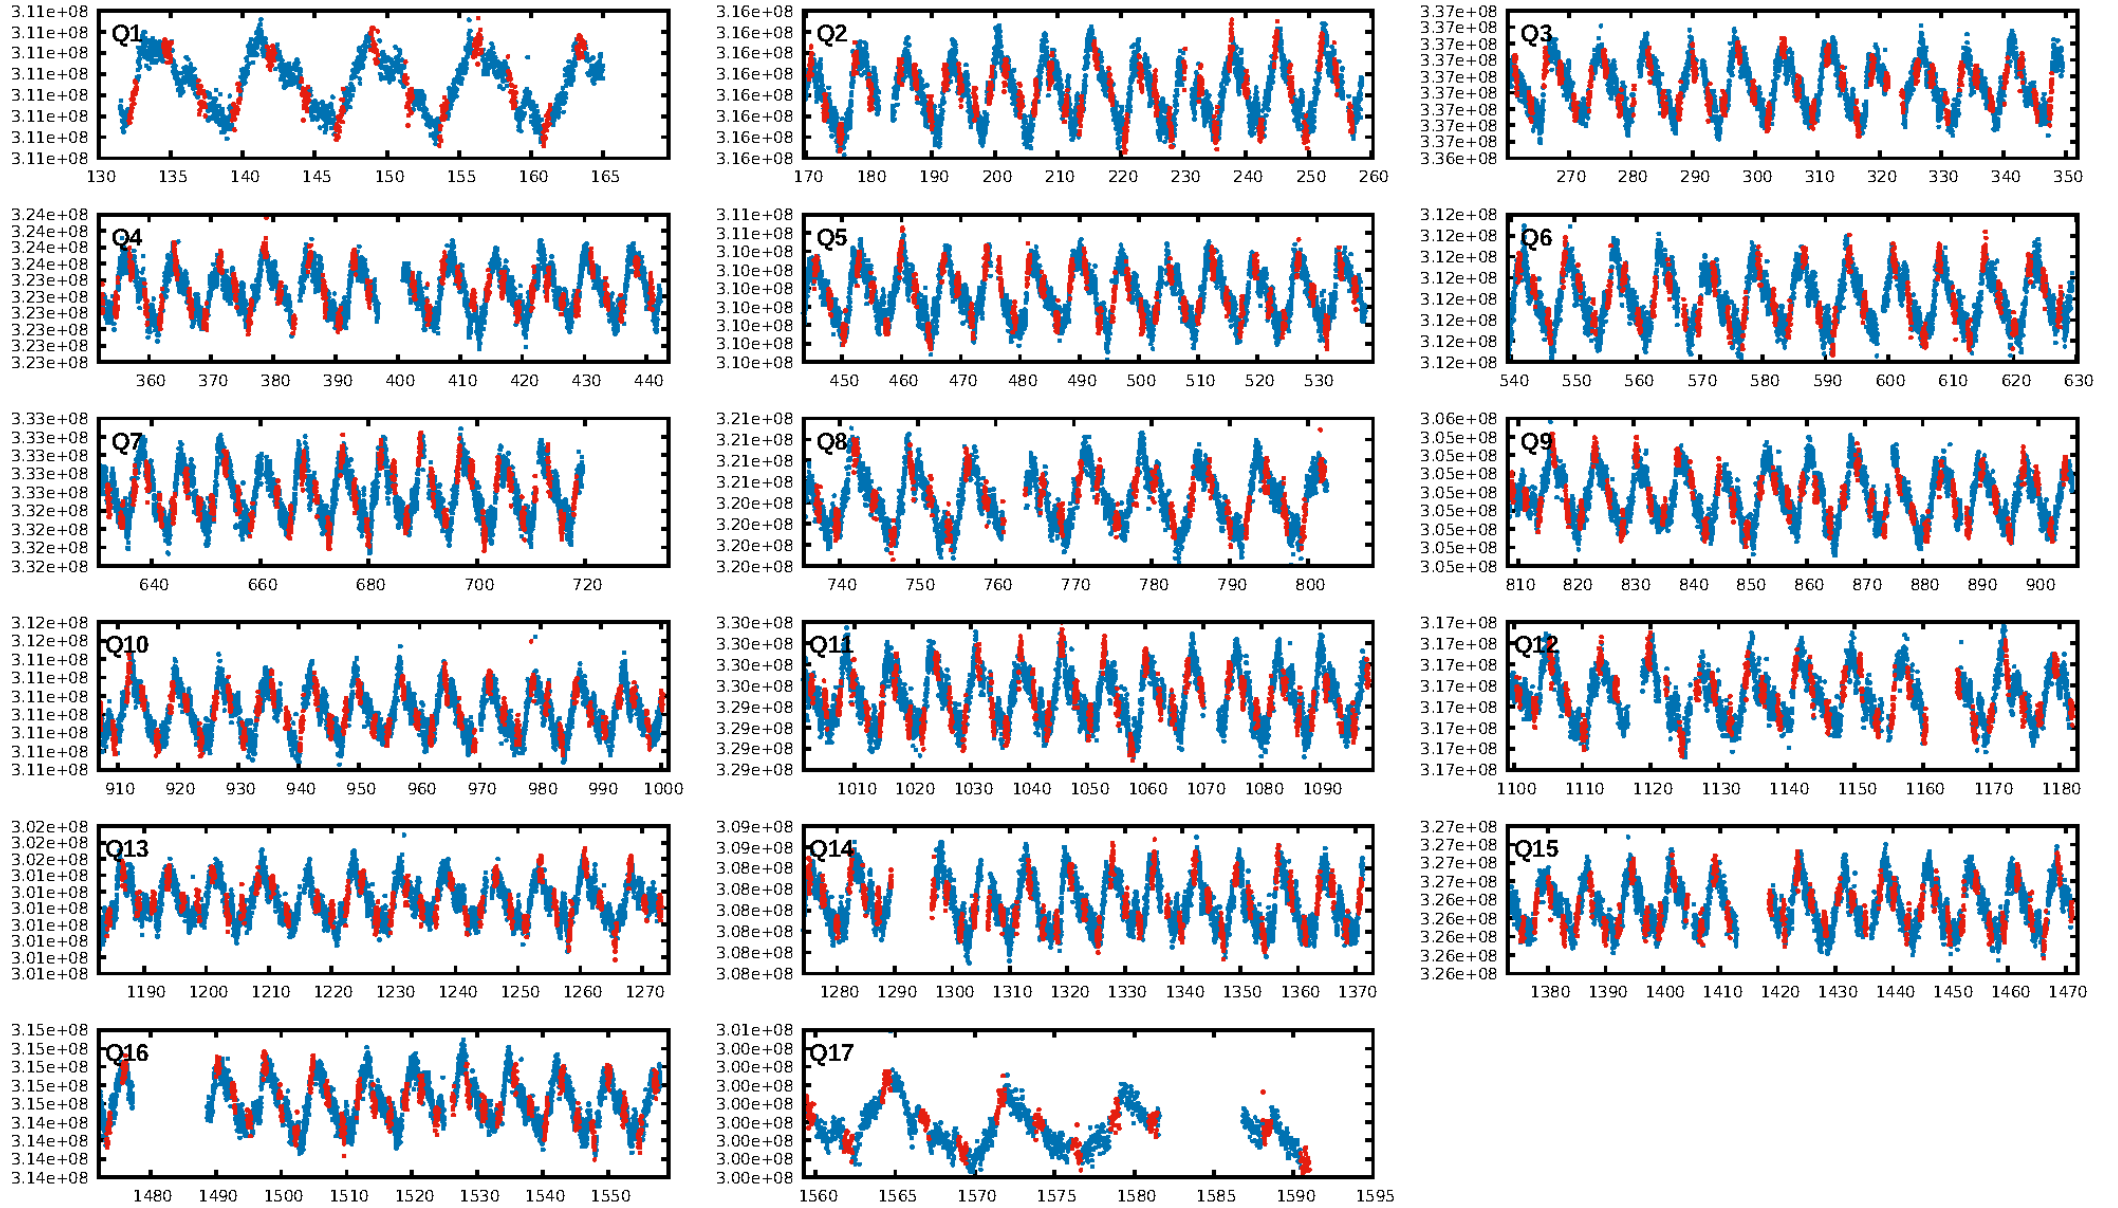 3.11e+08 3.11e+08 3.11e+08 3.11e+08 3.11e+08 3.11e+08 3.11e+08 3.11e+08
Q1
130 135 140 145 150 155 160 165
3.16e+08 3.16e+08 3.16e+08 3.16e+08 3.16e+08 3.16e+08 3.16e+08 3.16e+08
Q2
170 180 190 200 210 220 230 240 250 260
3.37e+08 3.37e+08 3.37e+08 3.37e+08 3.37e+08 3.37e+08 3.37e+08 3.37e+08 3.37e+08 3.36e+08
Q3
270 280 290 300 310 320 330 340 350
3.24e+08 3.24e+08 3.24e+08 3.24e+08 3.23e+08 3.23e+08 3.23e+08 3.23e+08 3.23e+08 3.23e+08
Q4
360 370 380 390 400 410 420 430 440
3.11e+08 3.10e+08 3.10e+08 3.10e+08 3.10e+08 3.10e+08 3.10e+08 3.10e+08 3.10e+08
Q5
450 460 470 480 490 500 510 520 530
3.12e+08 3.12e+08 3.12e+08 3.12e+08 3.12e+08 3.12e+08 3.12e+08 3.12e+08
Q6
540 550 560 570 580 590 600 610 620 630
3.33e+08 3.33e+08 3.33e+08 3.33e+08 3.33e+08 3.32e+08 3.32e+08 3.32e+08 3.32e+08
Q7
640 660 680 700 720
3.21e+08 3.21e+08 3.21e+08 3.21e+08 3.20e+08 3.20e+08 3.20e+08 3.20e+08
Q8
740 750 760 770 780 790 800
3.06e+08 3.05e+08 3.05e+08 3.05e+08 3.05e+08 3.05e+08 3.05e+08 3.05e+08 3.05e+08
Q9
810 820 830 840 850 860 870 880 890 900
3.12e+08 3.12e+08 3.11e+08 3.11e+08 3.11e+08 3.11e+08 3.11e+08 3.11e+08 3.11e+08
Q10
910 920 930 940 950 960 970 980 990 1000
3.30e+08 3.30e+08 3.30e+08 3.30e+08 3.29e+08 3.29e+08 3.29e+08 3.29e+08
Q11
1010 1020 1030 1040 1050 1060 1070 1080 1090
3.17e+08 3.17e+08 3.17e+08 3.17e+08 3.17e+08 3.17e+08 3.17e+08 3.17e+08
Q12
1100 1110 1120 1130 1140 1150 1160 1170 1180
3.02e+08 3.02e+08 3.02e+08 3.01e+08 3.01e+08 3.01e+08 3.01e+08 3.01e+08 3.01e+08 3.01e+08
Q13
1190 1200 1210 1220 1230 1240 1250 1260 1270
3.09e+08 3.09e+08 3.08e+08 3.08e+08 3.08e+08 3.08e+08 3.08e+08 3.08e+08
Q14
1280 1290 1300 1310 1320 1330 1340 1350 1360 1370
3.27e+08 3.27e+08 3.27e+08 3.27e+08 3.26e+08 3.26e+08 3.26e+08 3.26e+08 3.26e+08
Q15
1380 1390 1400 1410 1420 1430 1440 1450 1460 1470
3.15e+08 3.15e+08 3.15e+08 3.15e+08 3.15e+08 3.14e+08 3.14e+08 3.14e+08 3.14e+08
Q16
1480 1490 1500 1510 1520 1530 1540 1550
3.01e+08 3.00e+08 3.00e+08 3.00e+08 3.00e+08 3.00e+08 3.00e+08 3.00e+08 3.00e+08
Q17
1560 1565 1570 1575 1580 1585 1590 1595